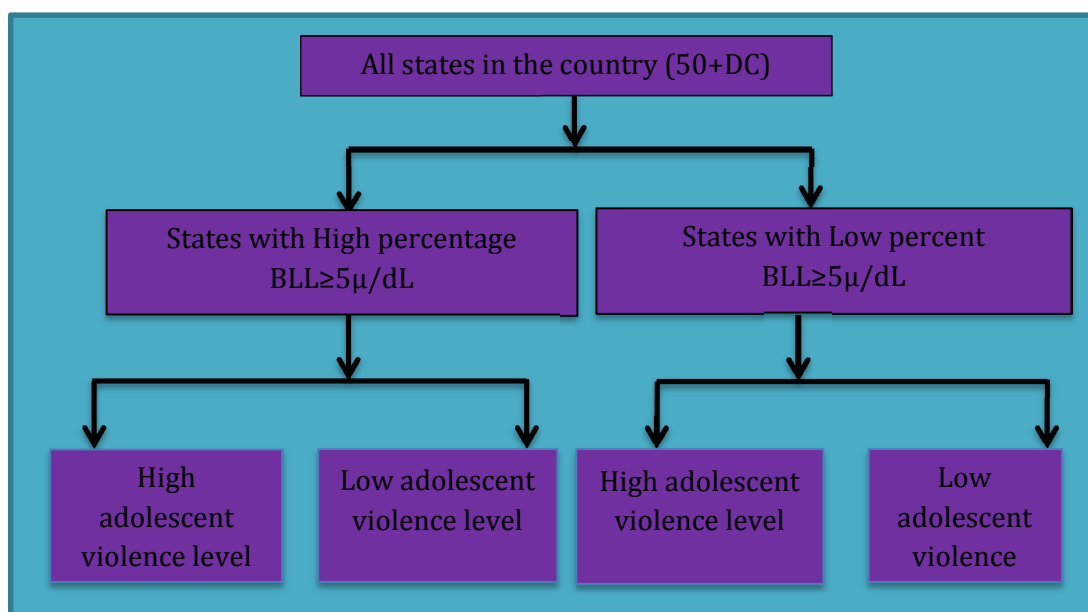 All states in the country (50+DC)
States with High percentage
BLL≥5µ/dL
States with Low percent
BLL≥5µ/dL
High
adolescent
violence level
Low adolescent
violence level
High adolescent
violence level
Low
adolescent
violence